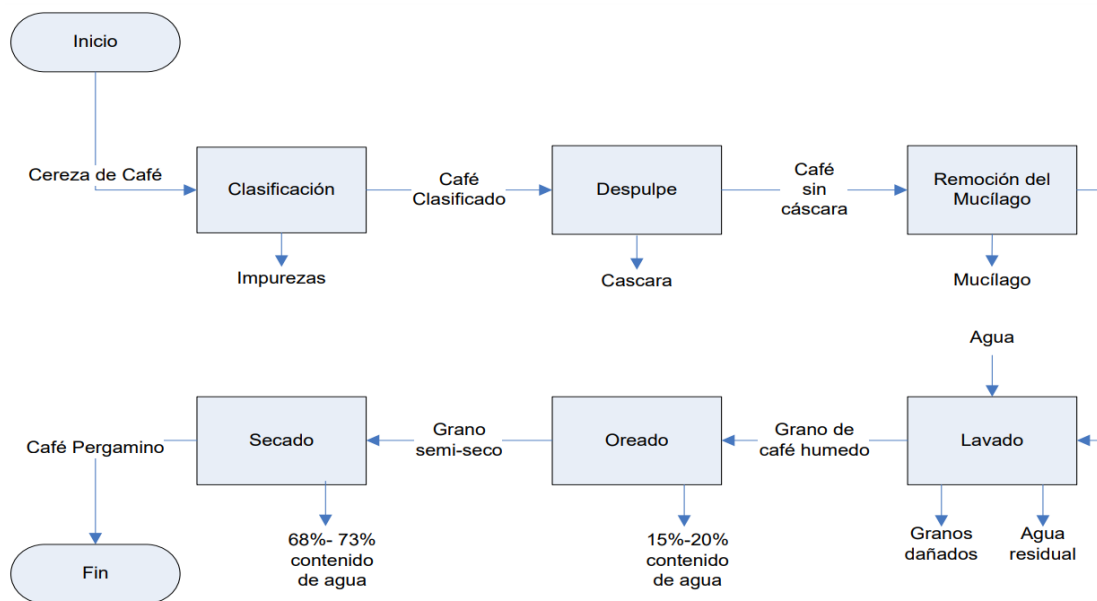 Inicio
Cereza de Café
Clasificación
Café
Clasificado
Despulpe
Café
sin
cáscara
Remoción del
Mucílago
Impurezas
Cascara
Mucílago
Agua
Lavado
Grano de
café humedo
Oreado
Grano
semi-seco
Secado
Café Pergamino
Granos
dañados
Agua
residual
15%-20%
contenido
de agua
68%- 73%
contenido
de agua
Fin